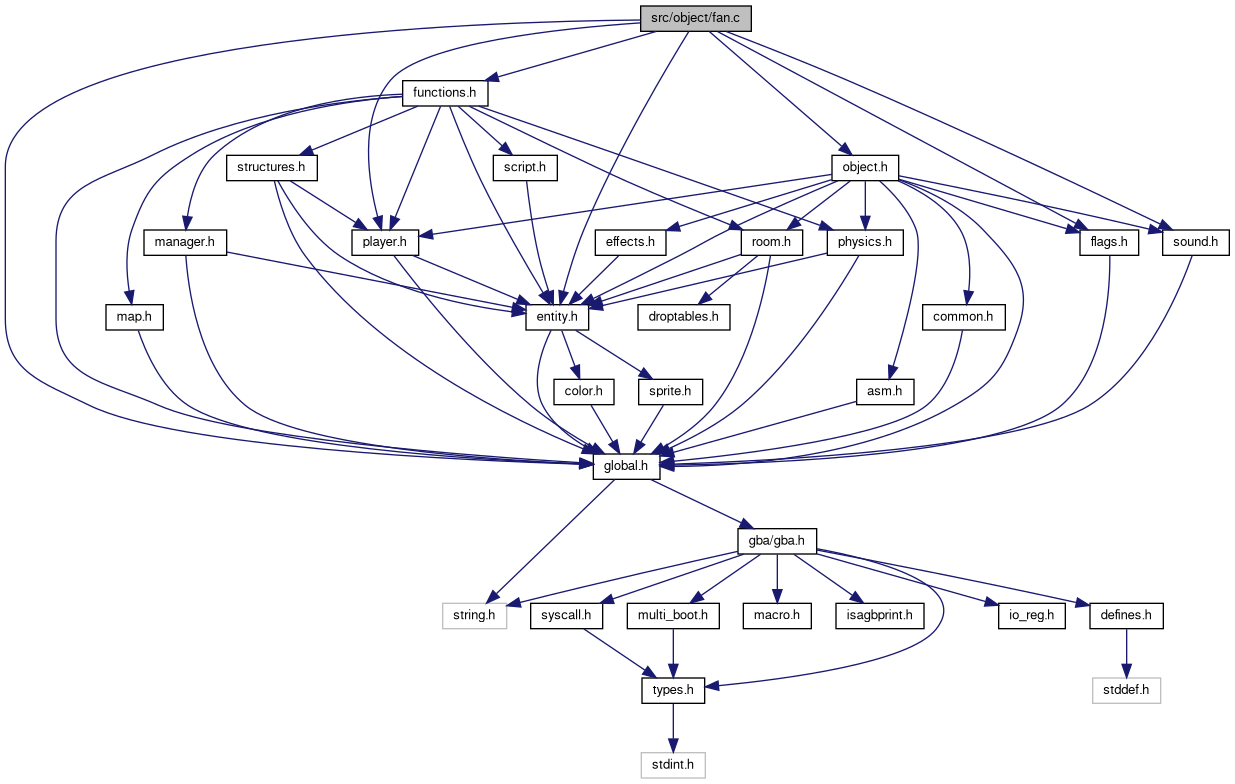 src/object/fan.c
functions.h
structures.h
script.h
object.h
manager.h
player.h
effects.h
room.h
physics.h
flags.h
sound.h
map.h
entity.h
droptables.h
common.h
color.h
sprite.h
asm.h
global.h
gba/gba.h
string.h
syscall.h
multi_boot.h
macro.h
isagbprint.h
io_reg.h
defines.h
types.h
stddef.h
stdint.h